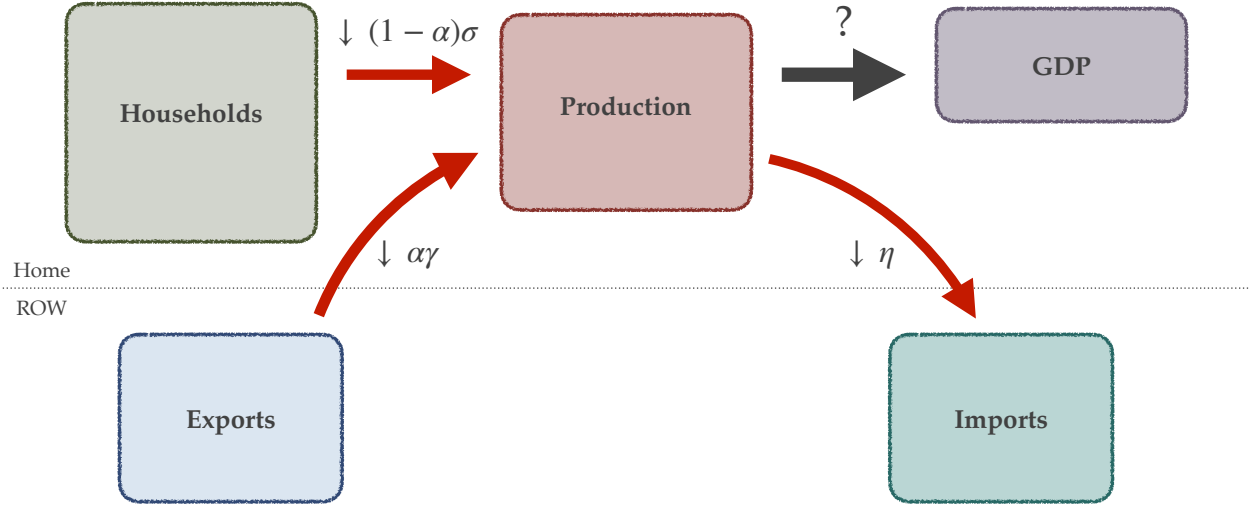 ↓ (1 − α)σ
?
Households
Production
GDP
↓ αγ
↓ η
Home
ROW
Exports
Imports